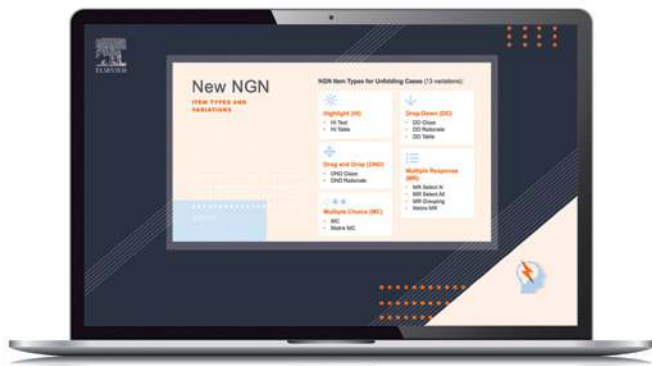 ELSEVIER
New NGN
ITEM TYPES AND
VARIATIONS
NGN Item Types for Unfolding Cases (13 variations):
Highlight (HI)
• HI Text
• HI Table
Drag and Drop (DND)
• DND Cloze
• DND Rationale
Multiple Choice (MC)
• MC
• Matrix MC
Drop-Down (DD)
• DD Cloze
• DD Rationale
• DD Table
Multiple Response
(MR)
• MR Select N
• MR Select All
• MR Grouping
• Matrix MR